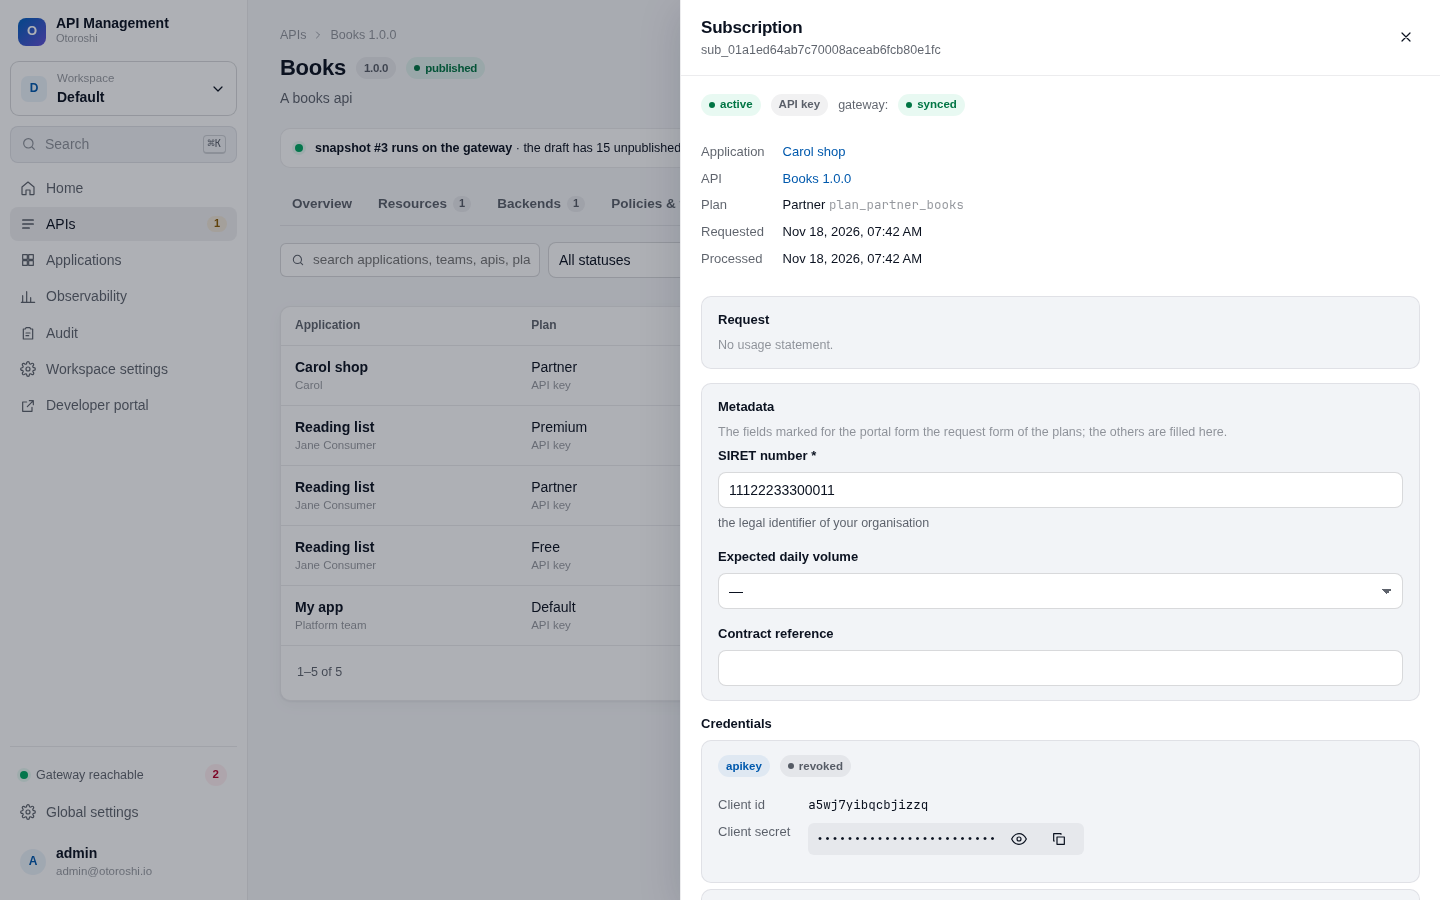 O
API Management
Otoroshi
D
Workspace
Default
Search
⌘K
Home
APIs
1
Applications
Observability
Audit
Workspace settings
Developer portal
Gateway reachable
2
Global settings
A
admin
admin@otoroshi.io
APIs
Books 1.0.0
Books
1.0.0
published
A books api
snapshot #3 runs on the gateway · the draft has 15 unpublished
Overview
Resources 1
Backends 1
Policies &
search applications, teams, apis, pla
All statuses
Application
Plan
Carol shop
Partner
Carol
API key
Reading list
Premium
Jane Consumer
API key
Reading list
Partner
Jane Consumer
API key
Reading list
Free
Jane Consumer
API key
My app
Default
Platform team
API key
1–5 of 5
Subscription
sub_01a1ed64ab7c70008aceab6fcb80e1fc
active
API key
gateway:
synced
Application
Carol shop
API
Books 1.0.0
Plan
Partner plan_partner_books
Requested
Nov 18, 2026, 07:42 AM
Processed
Nov 18, 2026, 07:42 AM
Request
No usage statement.
Metadata
The fields marked for the portal form the request form of the plans; the others are filled here.
SIRET number *
11122233300011
the legal identifier of your organisation
Expected daily volume
—
Contract reference
Credentials
apikey
revoked
Client id
a5wj7yibqcbjizzq
Client secret
••••••••••••••••••••••••